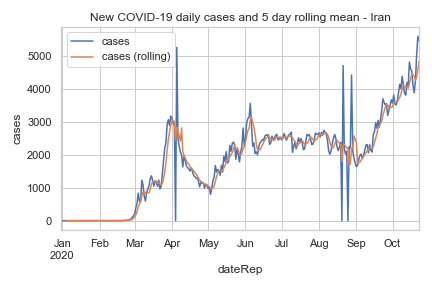 New COVID-19 daily cases and 5 day rolling mean - Iran
cases
cases (rolling)
5000
4000
3000
2000
1000
0
cases
Jan Feb Mar Apr May Jun Jul Aug Sep Oct
2020
dateRep